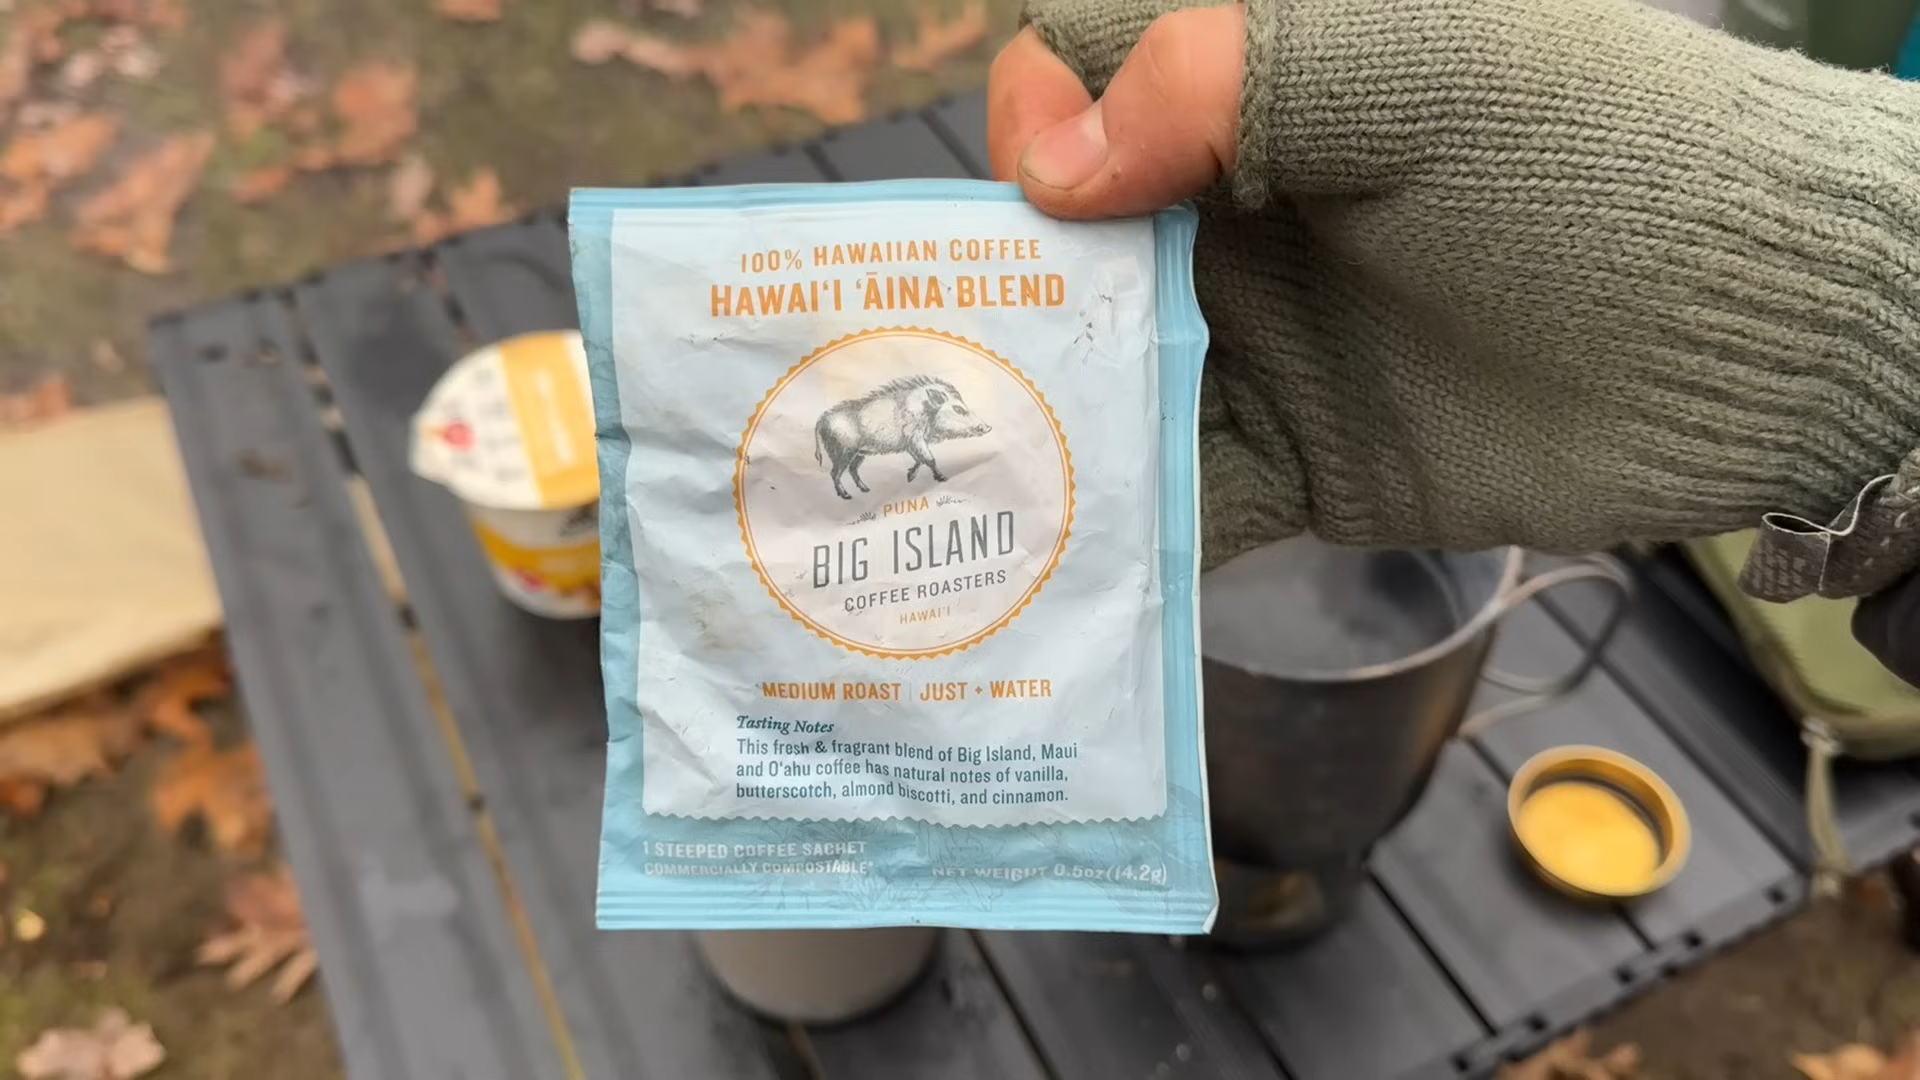 100% HAWAIIAN COFFEE
HAWAIʻI ʻĀINA BLEND
PUNA
BIG ISLAND
COFFEE ROASTERS
HAWAIʻI
MEDIUM ROAST | JUST + WATER
Tasting Notes
This fresh & fragrant blend of Big Island, Maui
and Oʻahu coffee has natural notes of vanilla,
butterscotch, almond biscotti, and cinnamon.
1 STEEPED COFFEE SACHET
COMMERCIALLY COMPOSTABLE*
NET WEIGHT 0.5oz(14.2g)